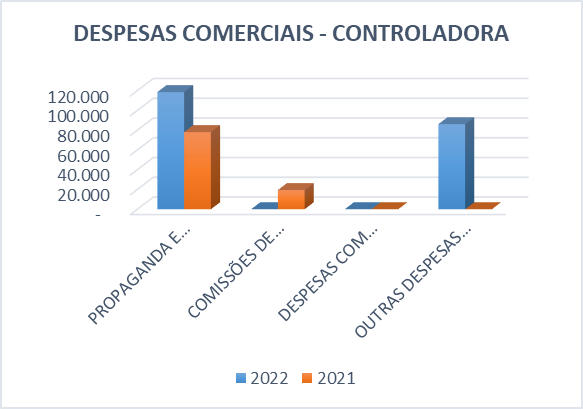 DESPESAS COMERCIAIS - CONTROLADORA
120.000
100.000
80.000
60.000
40.000
20.000
-
PROPAGANDA E...
COMISSÕES DE...
DESPESAS COM...
OUTRAS DESPESAS...
2022 2021